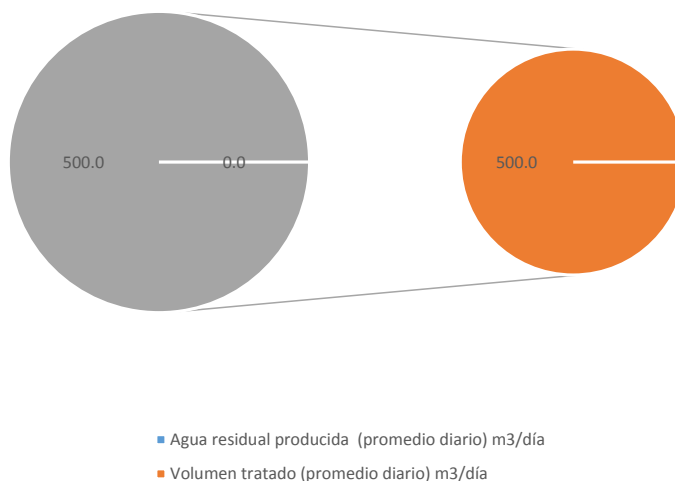 500.0
0.0
500.0
Agua residual producida (promedio diario) m3/día
Volumen tratado (promedio diario) m3/día